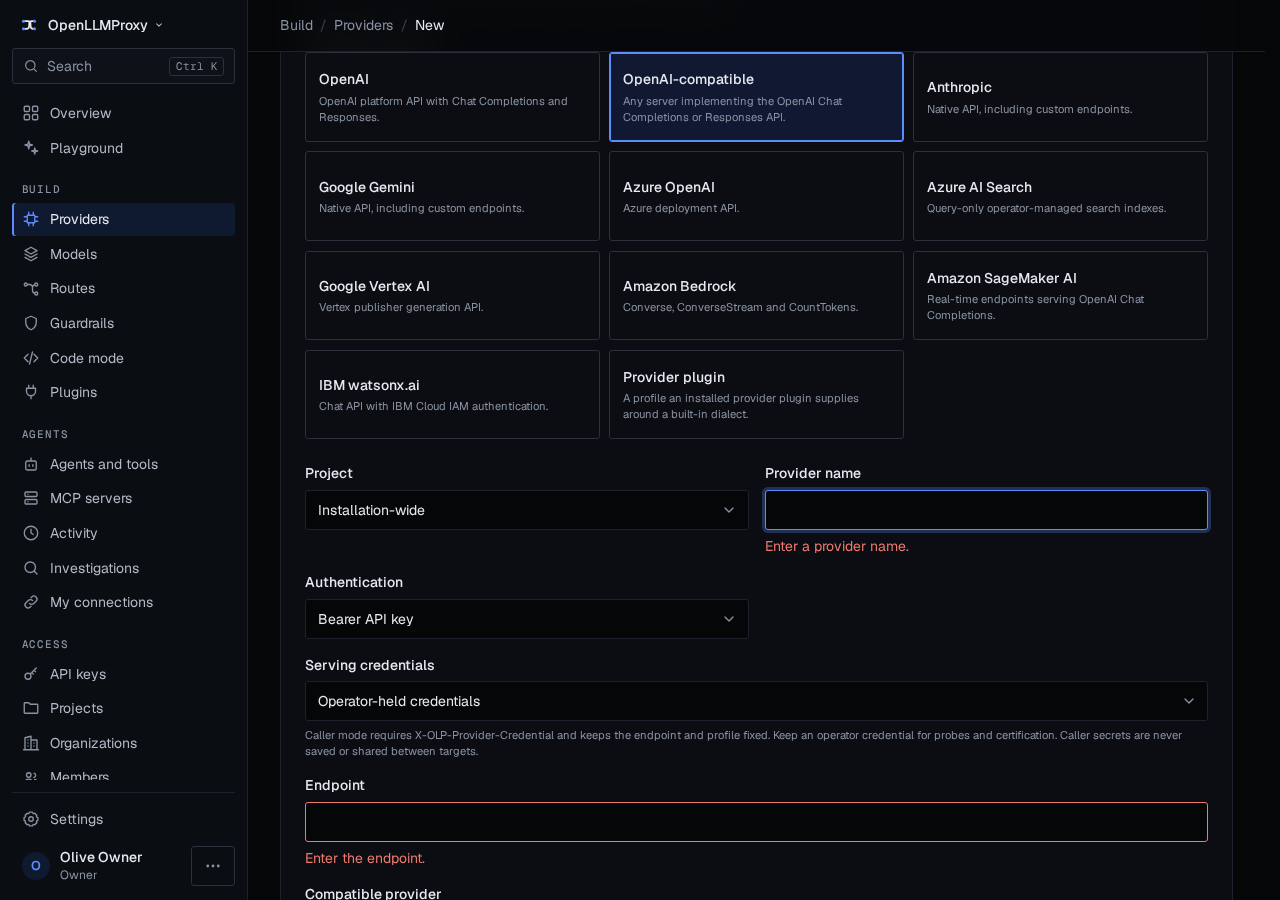 OpenLLMProxy
Build / Providers / New
Search Ctrl K
Overview
Playground
BUILD
Providers
Models
Routes
Guardrails
Code mode
Plugins
AGENTS
Agents and tools
MCP servers
Activity
Investigations
My connections
ACCESS
API keys
Projects
Organizations
Members
Settings
O
Olive Owner
Owner
OpenAI
OpenAI platform API with Chat Completions and
Responses.
OpenAI-compatible
Any server implementing the OpenAI Chat
Completions or Responses API.
Anthropic
Native API, including custom endpoints.
Google Gemini
Native API, including custom endpoints.
Azure OpenAI
Azure deployment API.
Azure AI Search
Query-only operator-managed search indexes.
Google Vertex AI
Vertex publisher generation API.
Amazon Bedrock
Converse, ConverseStream and CountTokens.
Amazon SageMaker AI
Real-time endpoints serving OpenAI Chat
Completions.
IBM watsonx.ai
Chat API with IBM Cloud IAM authentication.
Provider plugin
A profile an installed provider plugin supplies
around a built-in dialect.
Project
Installation-wide
Provider name
Enter a provider name.
Authentication
Bearer API key
Serving credentials
Operator-held credentials
Caller mode requires X-OLP-Provider-Credential and keeps the endpoint and profile fixed. Keep an operator credential for probes and certification. Caller secrets are never
saved or shared between targets.
Endpoint
Enter the endpoint.
Compatible provider